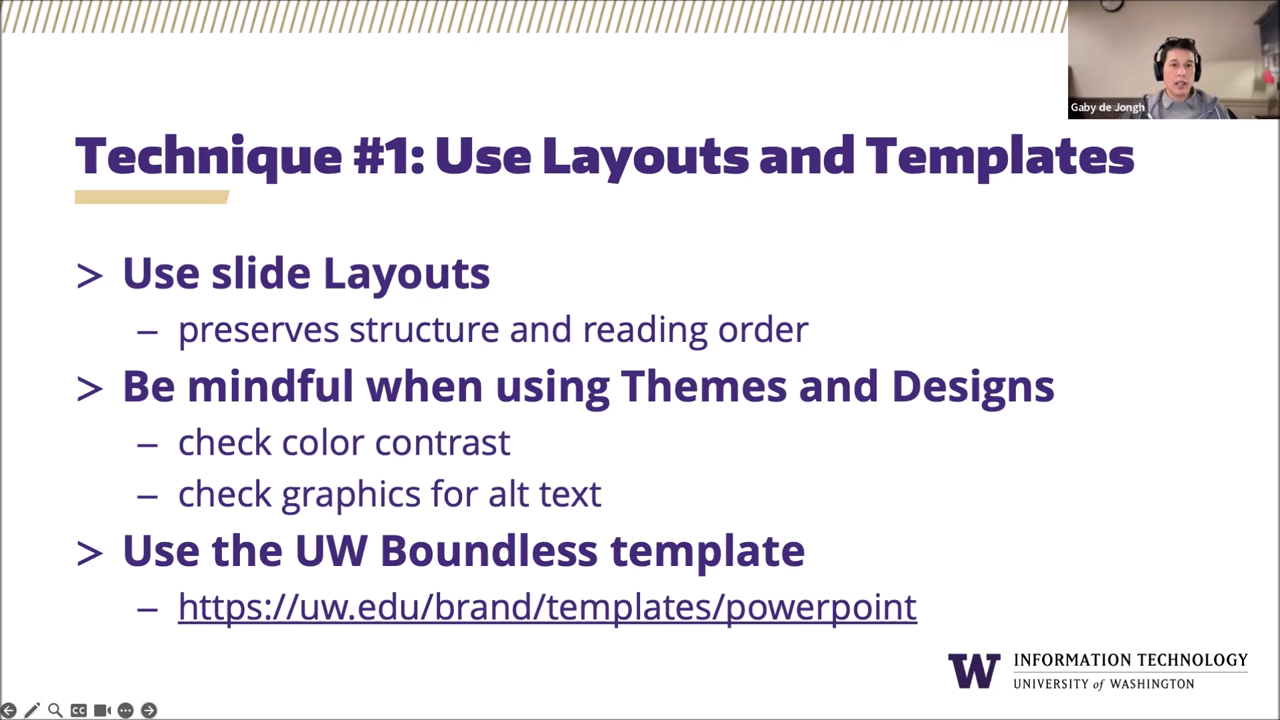 Gaby de Jongh
Technique #1: Use Layouts and Templates
> Use slide Layouts
– preserves structure and reading order
> Be mindful when using Themes and Designs
– check color contrast
– check graphics for alt text
> Use the UW Boundless template
– https://uw.edu/brand/templates/powerpoint
W INFORMATION TECHNOLOGY
UNIVERSITY of WASHINGTON
CC